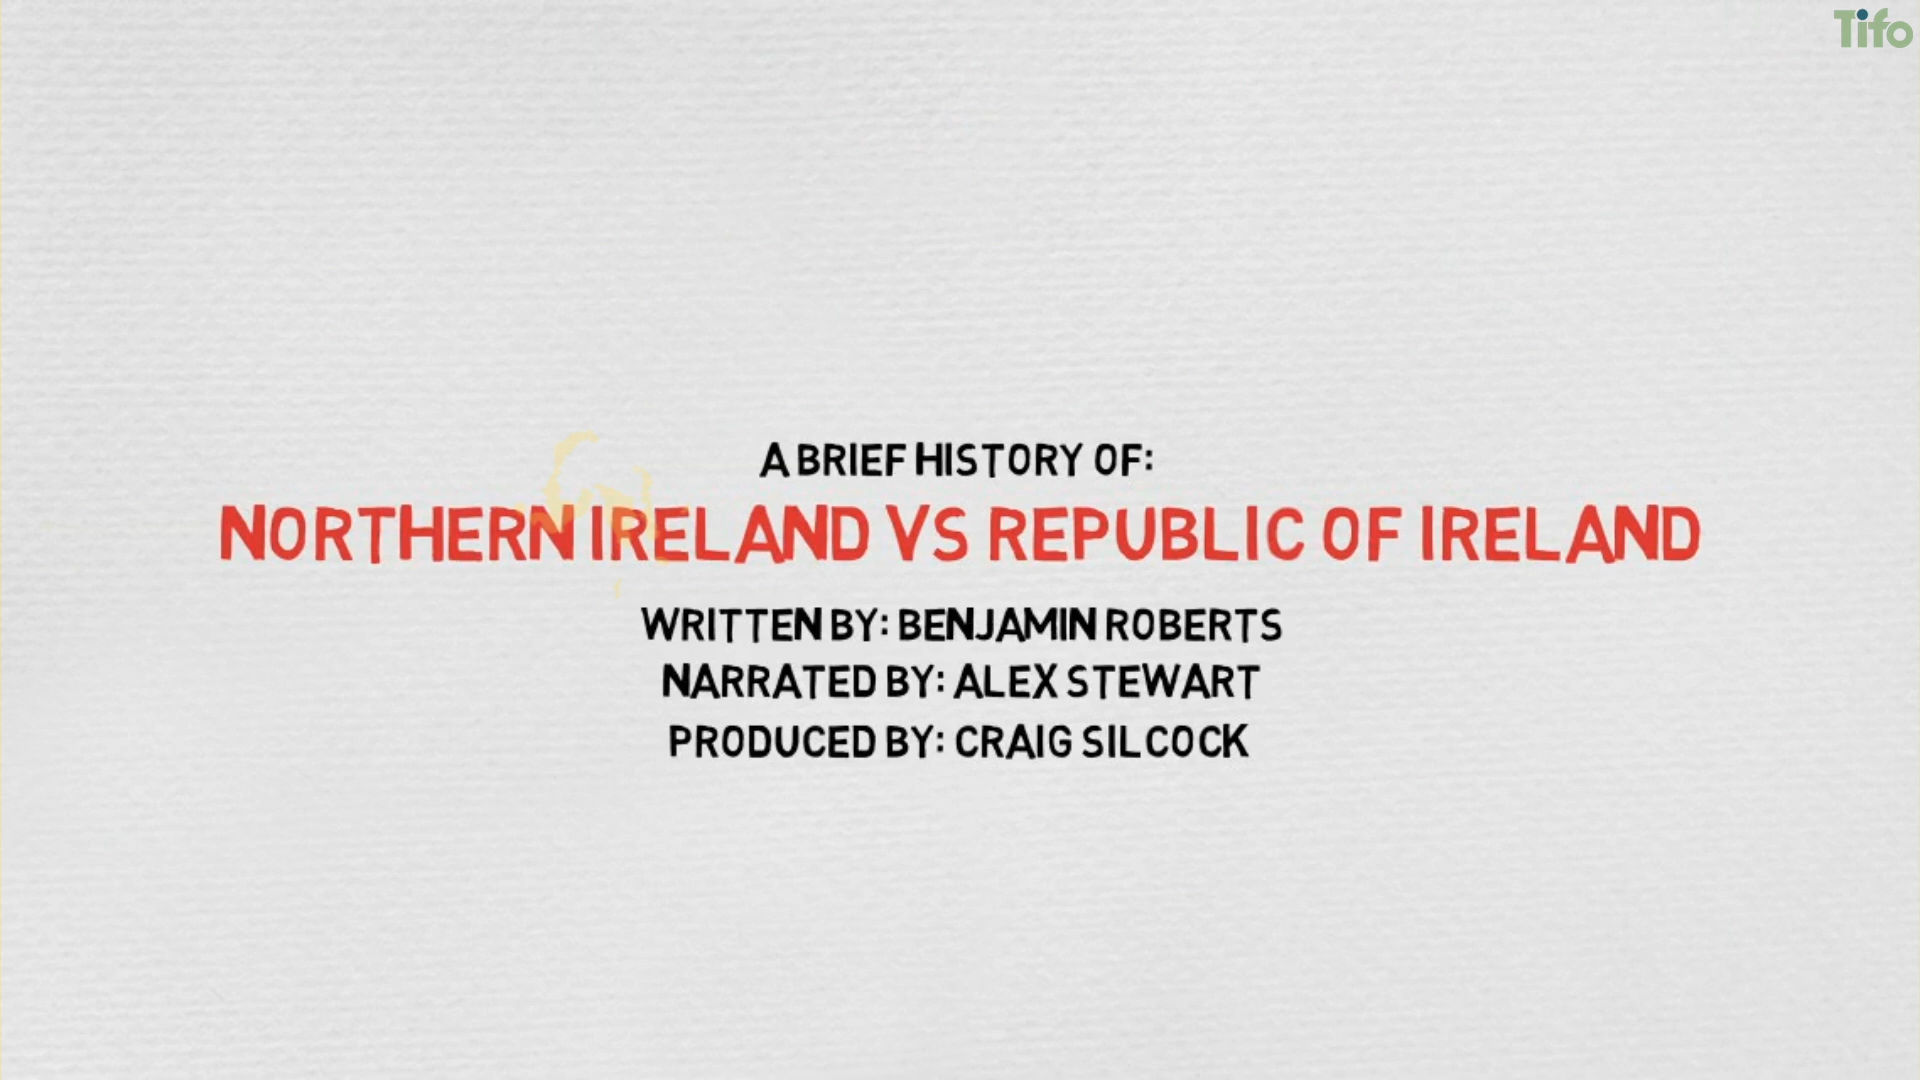 Tifo
A BRIEF HISTORY OF:
NORTHERN IRELAND VS REPUBLIC OF IRELAND
WRITTEN BY: BENJAMIN ROBERTS
NARRATED BY: ALEX STEWART
PRODUCED BY: CRAIG SILCOCK